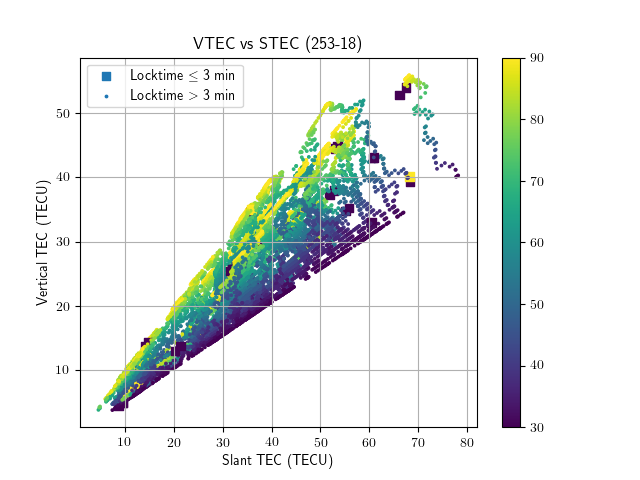 VTEC vs STEC (253-18)
Locktime ≤ 3 min
Locktime > 3 min
Vertical TEC (TECU)
50
40
30
20
10
10 20 30 40 50 60 70 80
Slant TEC (TECU)
90
80
70
60
50
40
30